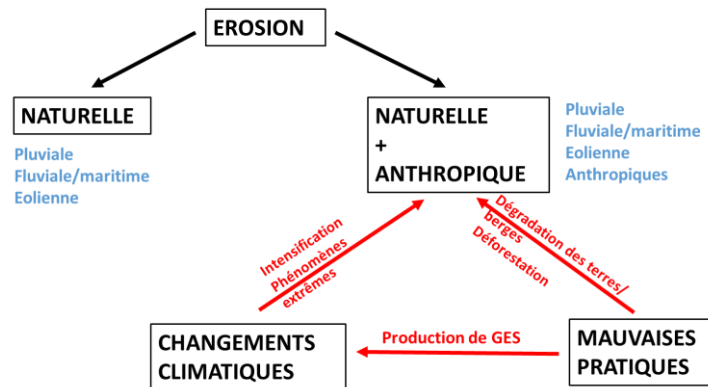 EROSION
NATURELLE
Pluviale
Fluviale/maritime
Eolienne
NATURELLE
+
ANTHROPIQUE
Pluviale
Fluviale/maritime
Eolienne
Anthropiques
Intensification
Phénomènes
extrêmes
Dégradation des terres/
berges
Déforestation
CHANGEMENTS
CLIMATIQUES
Production de GES
MAUVAISES
PRATIQUES